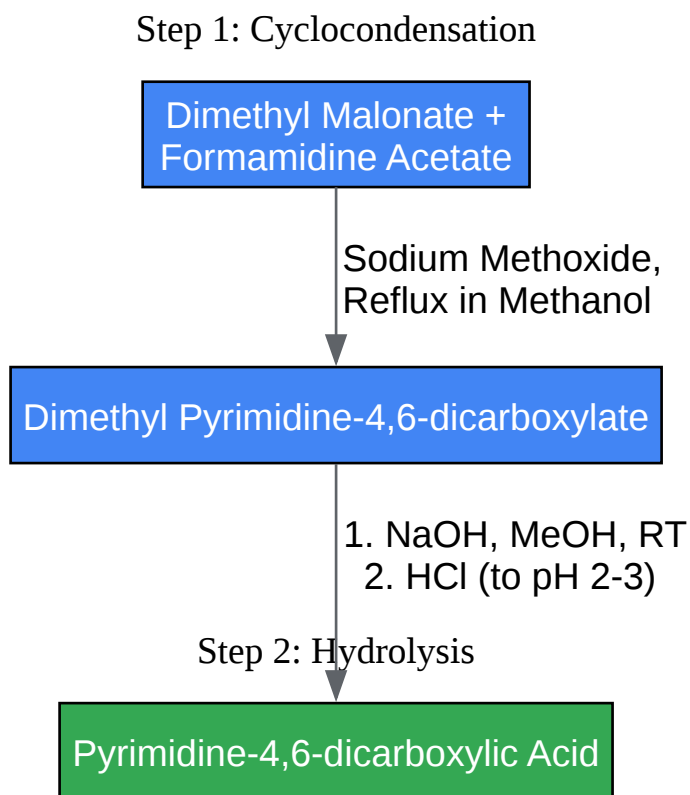 Step 1: Cyclocondensation
Dimethyl Malonate +
Formamidine Acetate
Sodium Methoxide,
Reflux in Methanol
Dimethyl Pyrimidine-4,6-dicarboxylate
1. NaOH, MeOH, RT
2. HCl (to pH 2-3)
Step 2: Hydrolysis
Pyrimidine-4,6-dicarboxylic Acid